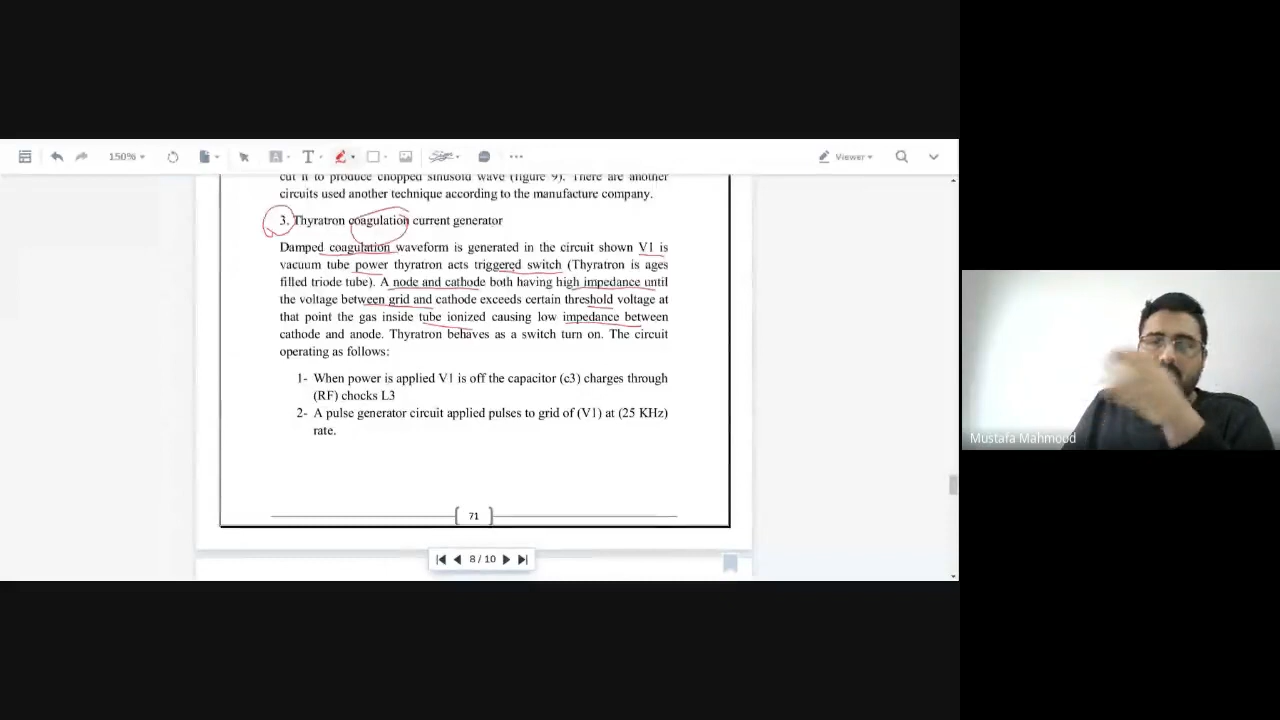 150%
T
Viewer
cut it to produce chopped sinusoid wave (figure 9). There are another
circuits used another technique according to the manufacture company.
3. Thyratron coagulation current generator
Damped coagulation waveform is generated in the circuit shown V1 is
vacuum tube power thyratron acts triggered switch (Thyratron is ages
filled triode tube). A node and cathode both having high impedance until
the voltage between grid and cathode exceeds certain threshold voltage at
that point the gas inside tube ionized causing low impedance between
cathode and anode. Thyratron behaves as a switch turn on. The circuit
operating as follows:
1- When power is applied V1 is off the capacitor (c3) charges through
(RF) chocks L3
2- A pulse generator circuit applied pulses to grid of (V1) at (25 KHz)
rate.
71
8 / 10
Mustafa Mahmood